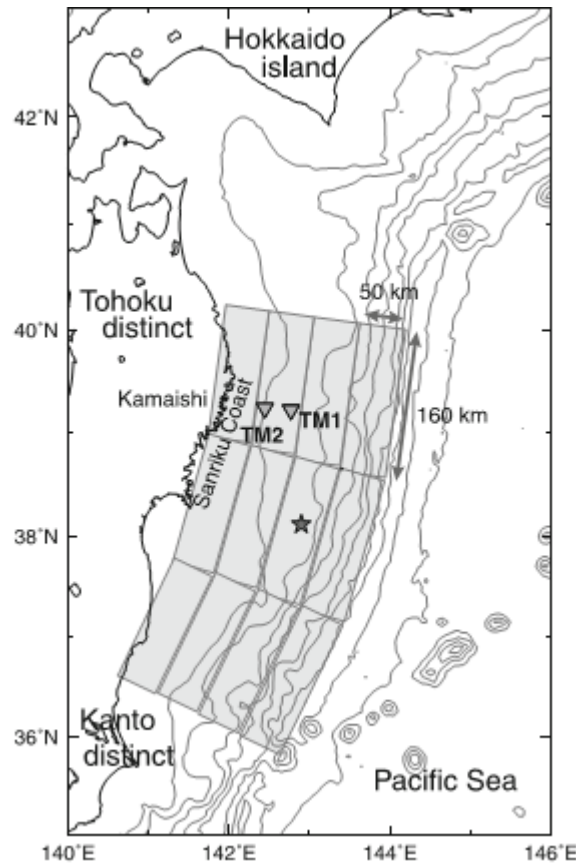 Hokkaido
island
42˚N
50 km
Tohoku
distinct
40˚N
Kamaishi
Sanriku Coast
TM2
TM1
160 km
38˚N
Kanto
distinct
36˚N
Pacific Sea
140˚E
142˚E
144˚E
146˚E